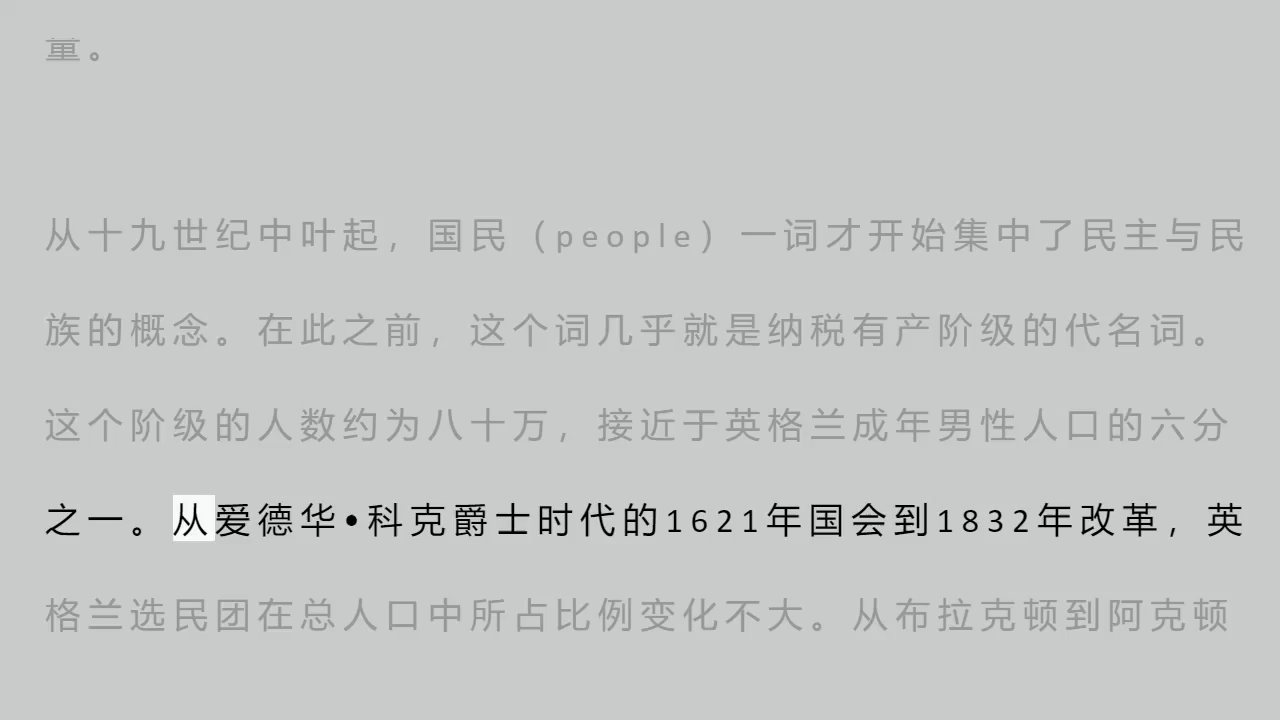 量。
从十九世纪中叶起，国民（people）一词才开始集中了民主与民
族的概念。在此之前，这个词几乎就是纳税有产阶级的代名词。
这个阶级的人数约为八十万，接近于英格兰成年男性人口的六分
之一。从爱德华•科克爵士时代的1621年国会到1832年改革，英
格兰选民团在总人口中所占比例变化不大。从布拉克顿到阿克顿